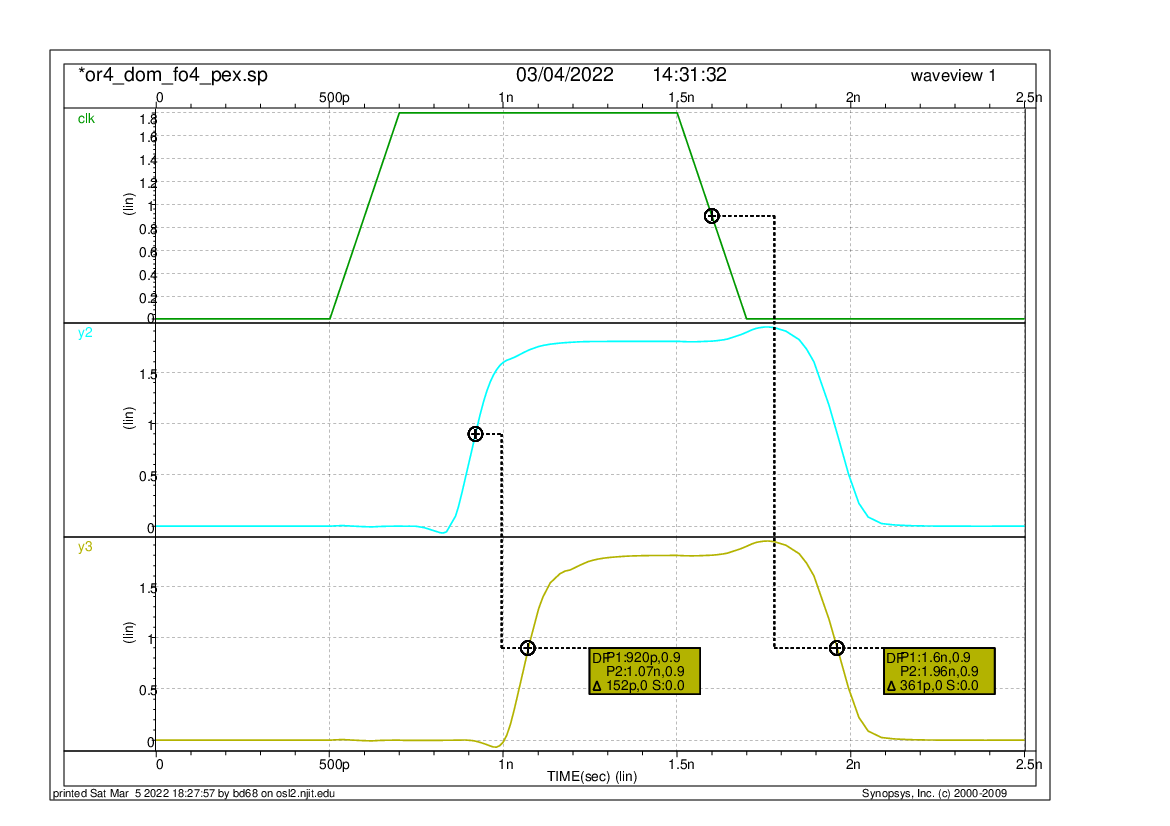 *or4_dom_fo4_pex.sp 03/04/2022 14:31:32 waveview 1
0 500p 1n 1.5n 2n 2.5n
clk
1.8
1.6
1.4
1.2
1
0.8
0.6
0.4
0.2
0
(lin)
y2
1.5
1
0.5
0
(lin)
y3
1.5
1
0.5
0
(lin)
DP P1:920p,0.9
P2:1.07n,0.9
Δ 152p,0 S:0.0
DP P1:1.6n,0.9
P2:1.96n,0.9
Δ 361p,0 S:0.0
0 500p 1n 1.5n 2n 2.5n
TIME(sec) (lin)
printed Sat Mar 5 2022 18:27:57 by bd68 on osl2.njit.edu Synopsys, Inc. (c) 2000-2009